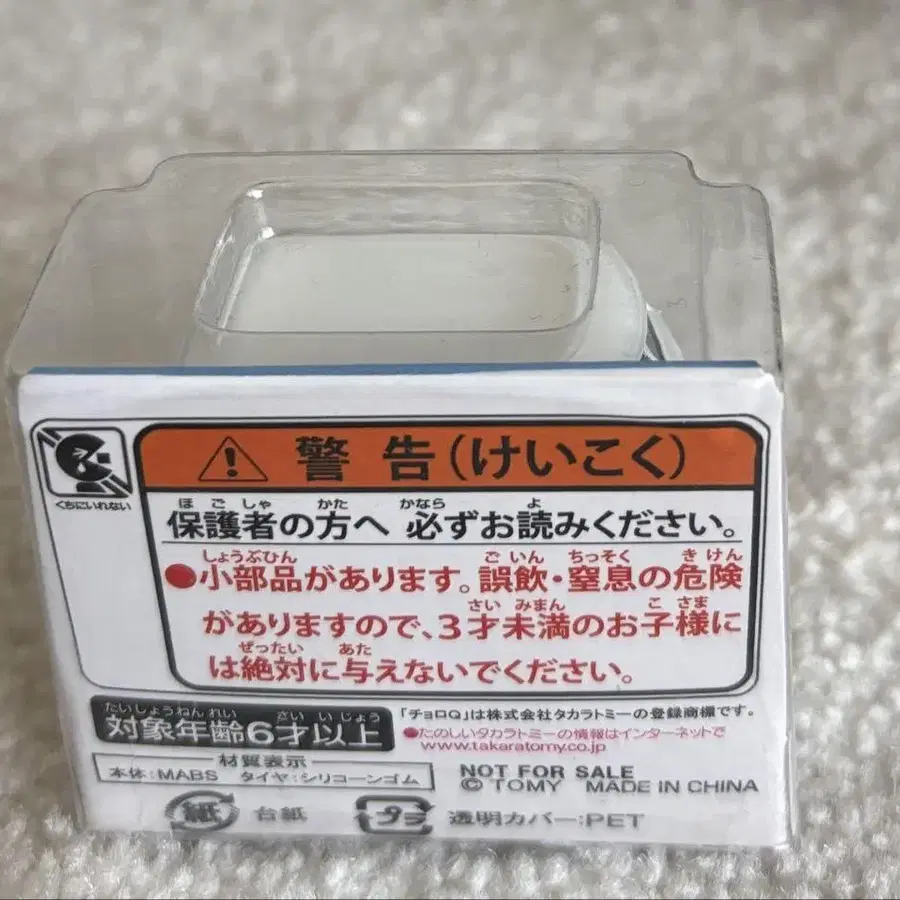 警告(けいこく)
くちにいれない
ほごしゃ かた かなら よ
保護者の方へ 必ずお読みください。
しょうぶひん ごいん ちっそく きけん
●小部品があります。誤飲・窒息の危険
さい みまん こ さま
がありますので、3才未満のお子様に
ぜったい あた
は絶対に与えないでください。
たいしょうねんれい さい いじょう
対象年齢6才以上
「チョロQ」は株式会社タカラトミーの登録商標です。
●たのしいタカラトミーの情報はインターネットで
www.takaratomy.co.jp
材質表示
本体:MABS タイヤ:シリコーンゴム
NOT FOR SALE
© TOMY MADE IN CHINA
紙 台紙 プラ 透明カバー:PET